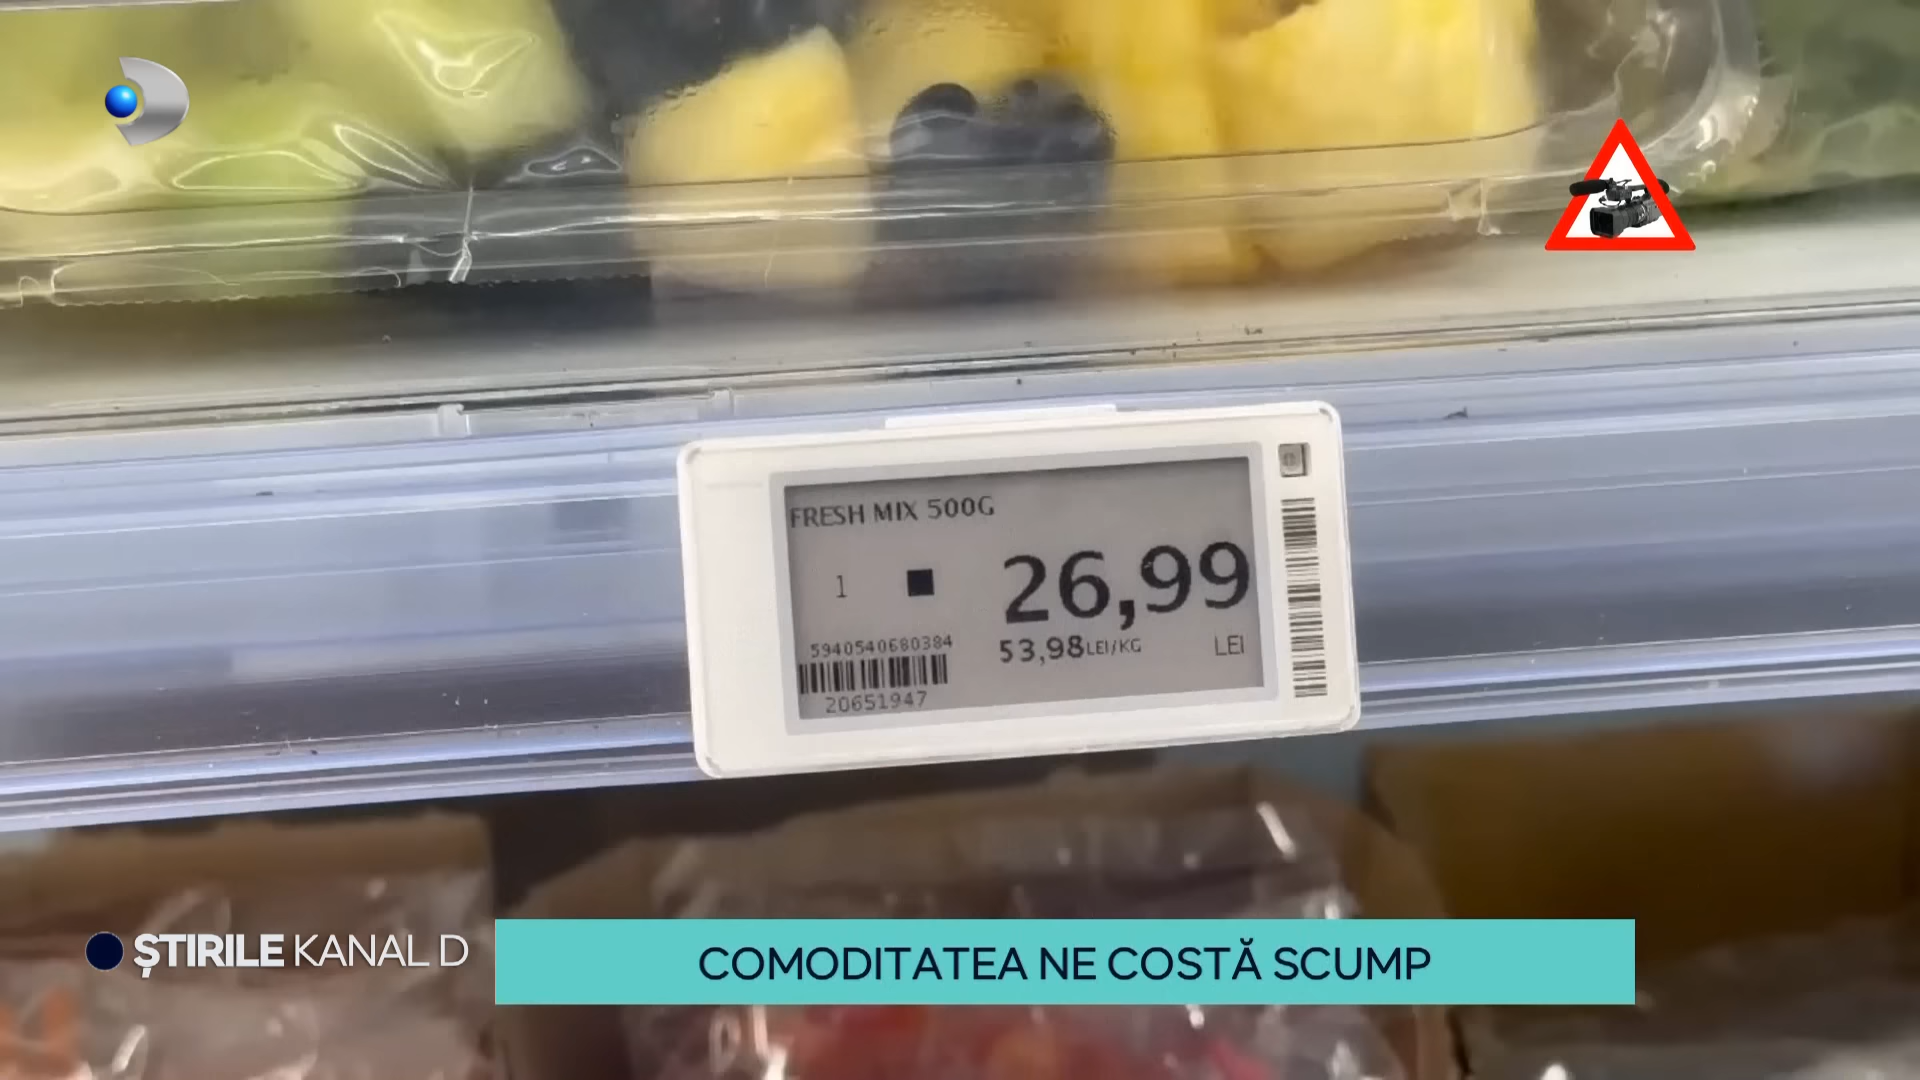 FRESH MIX 500G
1
26,99
5940540680384
53,98LEI/KG
LEI
20651947
ȘTIRILE KANAL D
COMODITATEA NE COSTĂ SCUMP